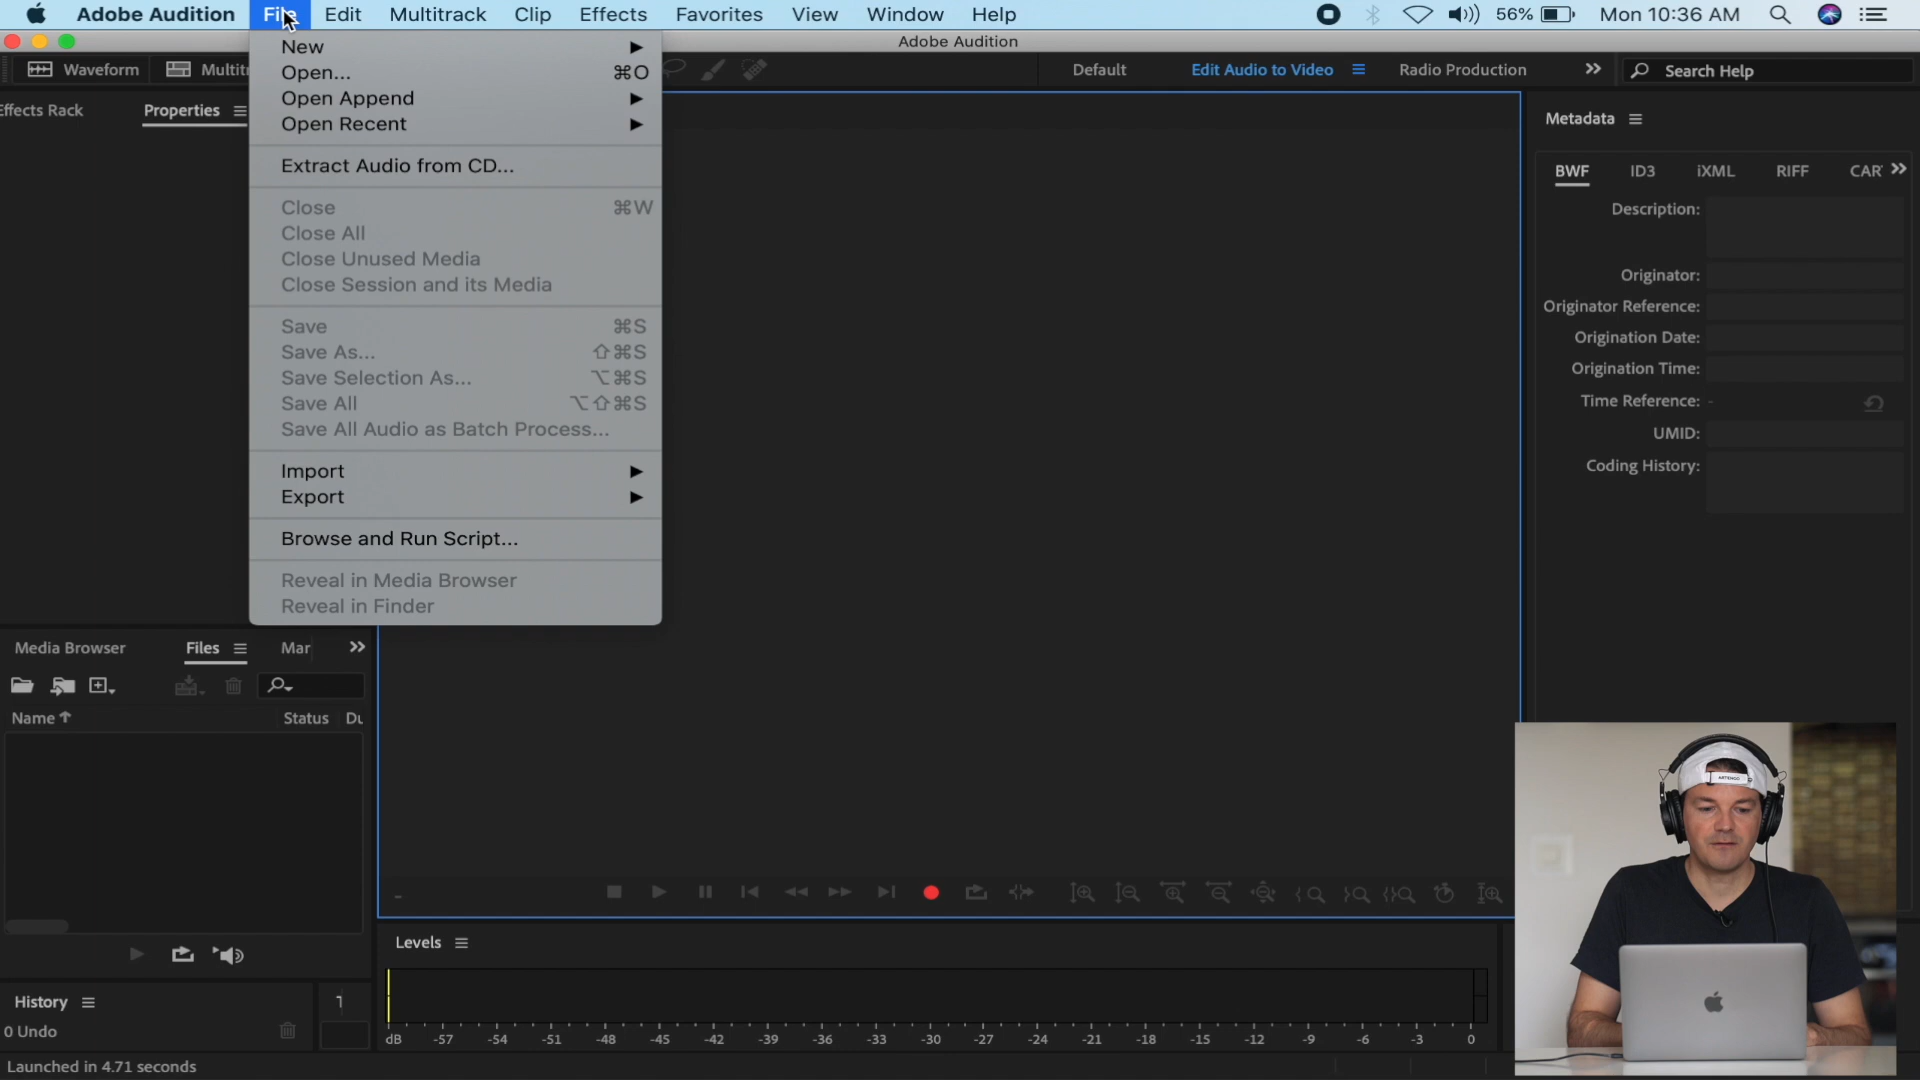 Adobe Audition File Edit Multitrack Clip Effects Favorites View Window Help 56% Mon 10:36 AM
Adobe Audition
Waveform Multitr Default Edit Audio to Video Radio Production Search Help
Effects Rack Properties
New
Open... ⌘O
Open Append
Open Recent
Extract Audio from CD...
Close ⌘W
Close All
Close Unused Media
Close Session and its Media
Save ⌘S
Save As... ⇧⌘S
Save Selection As... ⌥⌘S
Save All ⌥⇧⌘S
Save All Audio as Batch Process...
Import
Export
Browse and Run Script...
Reveal in Media Browser
Reveal in Finder
Metadata
BWF ID3 iXML RIFF CAR
Description:
Originator:
Originator Reference:
Origination Date:
Origination Time:
Time Reference: -
UMID:
Coding History:
Media Browser Files Mar
Name Status Du
Levels
dB -57 -54 -51 -48 -45 -42 -39 -36 -33 -30 -27 -24 -21 -18 -15 -12 -9 -6 -3 0
History
0 Undo
Launched in 4.71 seconds
ARTENGO